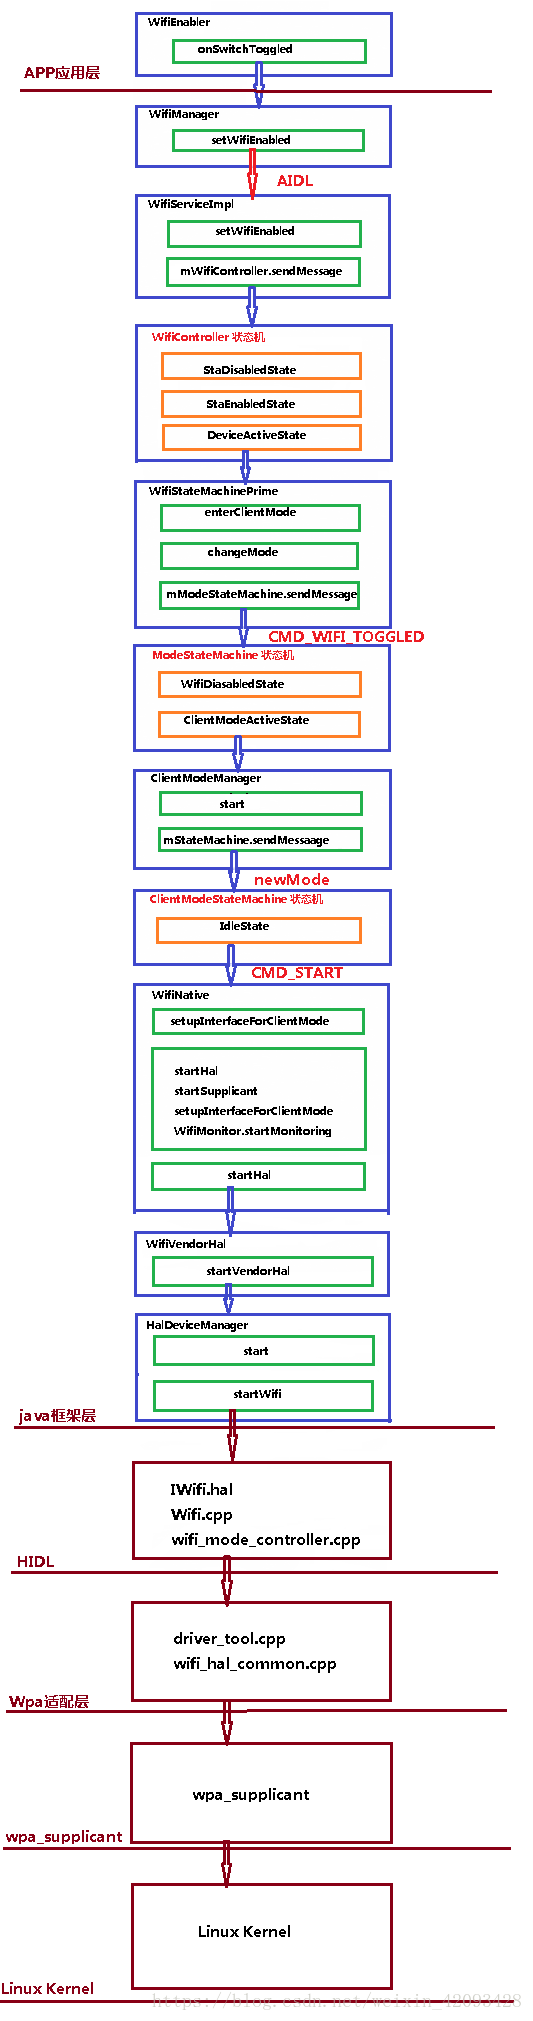 WifiEnabler
onSwitchToggled
APP应用层
WifiManager
setWifiEnabled
AIDL
WifiServiceImpl
setWifiEnabled
mWifiController.sendMessage
WifiController 状态机
StaDisabledState
StaEnabledState
DeviceActiveState
WifiStateMachinePrime
enterClientMode
changeMode
mModeStateMachine.sendMessage
CMD_WIFI_TOGGLED
ModeStateMachine 状态机
WifiDiasabledState
ClientModeActiveState
ClientModeManager
start
mStateMachine.sendMessaage
newMode
ClientModeStateMachine 状态机
IdleState
CMD_START
WifiNative
setupInterfaceForClientMode
startHal
startSupplicant
setupInterfaceForClientMode
WifiMonitor.startMonitoring
startHal
WifiVendorHal
startVendorHal
HalDeviceManager
start
startWifi
java框架层
IWifi.hal
Wifi.cpp
wifi_mode_controller.cpp
HIDL
driver_tool.cpp
wifi_hal_common.cpp
Wpa适配层
wpa_supplicant
wpa_supplicant
Linux Kernel
Linux Kernel
https://blog.csdn.net/weixin_42093428